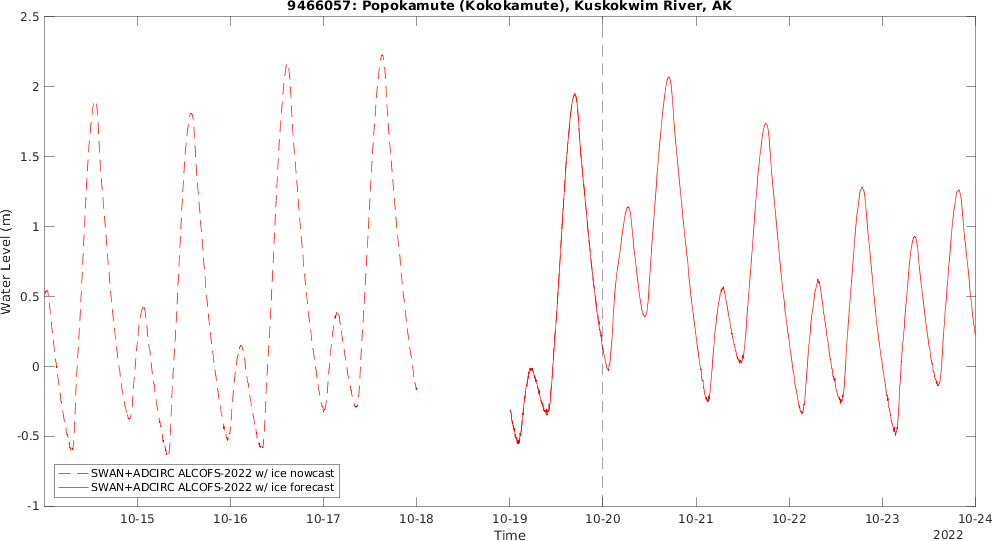 9466057: Popokamute (Kokokamute), Kuskokwim River, AK
2.5
2
1.5
1
0.5
0
-0.5
-1
Water Level (m)
SWAN+ADCIRC ALCOFS-2022 w/ ice nowcast
SWAN+ADCIRC ALCOFS-2022 w/ ice forecast
10-15 10-16 10-17 10-18 10-19 10-20 10-21 10-22 10-23 10-24
Time
2022